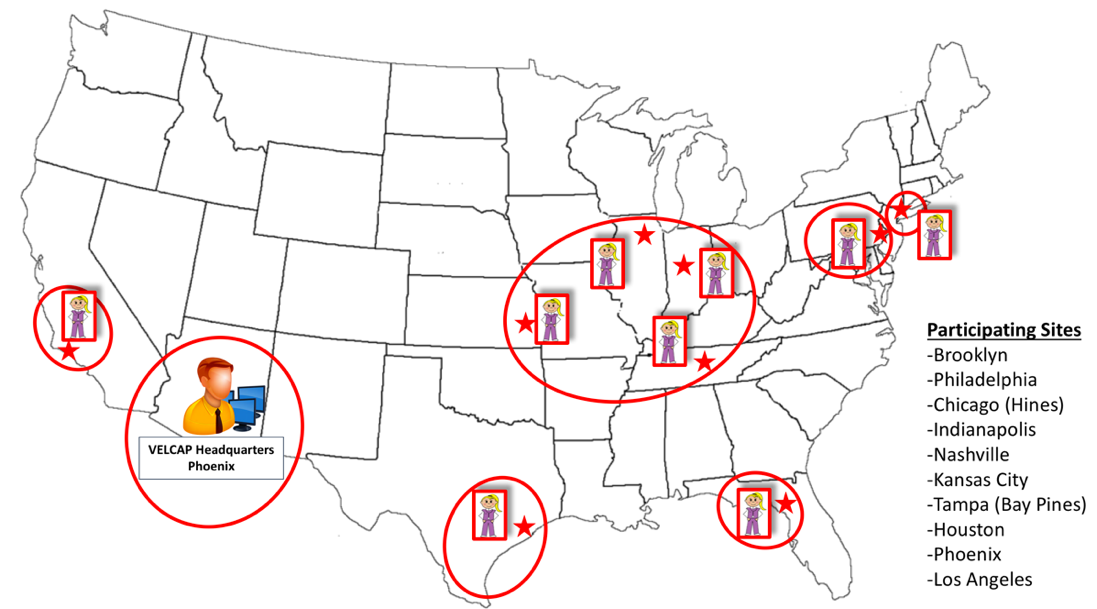 VELCAP Headquarters
Phoenix
Participating Sites
-Brooklyn
-Philadelphia
-Chicago (Hines)
-Indianapolis
-Nashville
-Kansas City
-Tampa (Bay Pines)
-Houston
-Phoenix
-Los Angeles